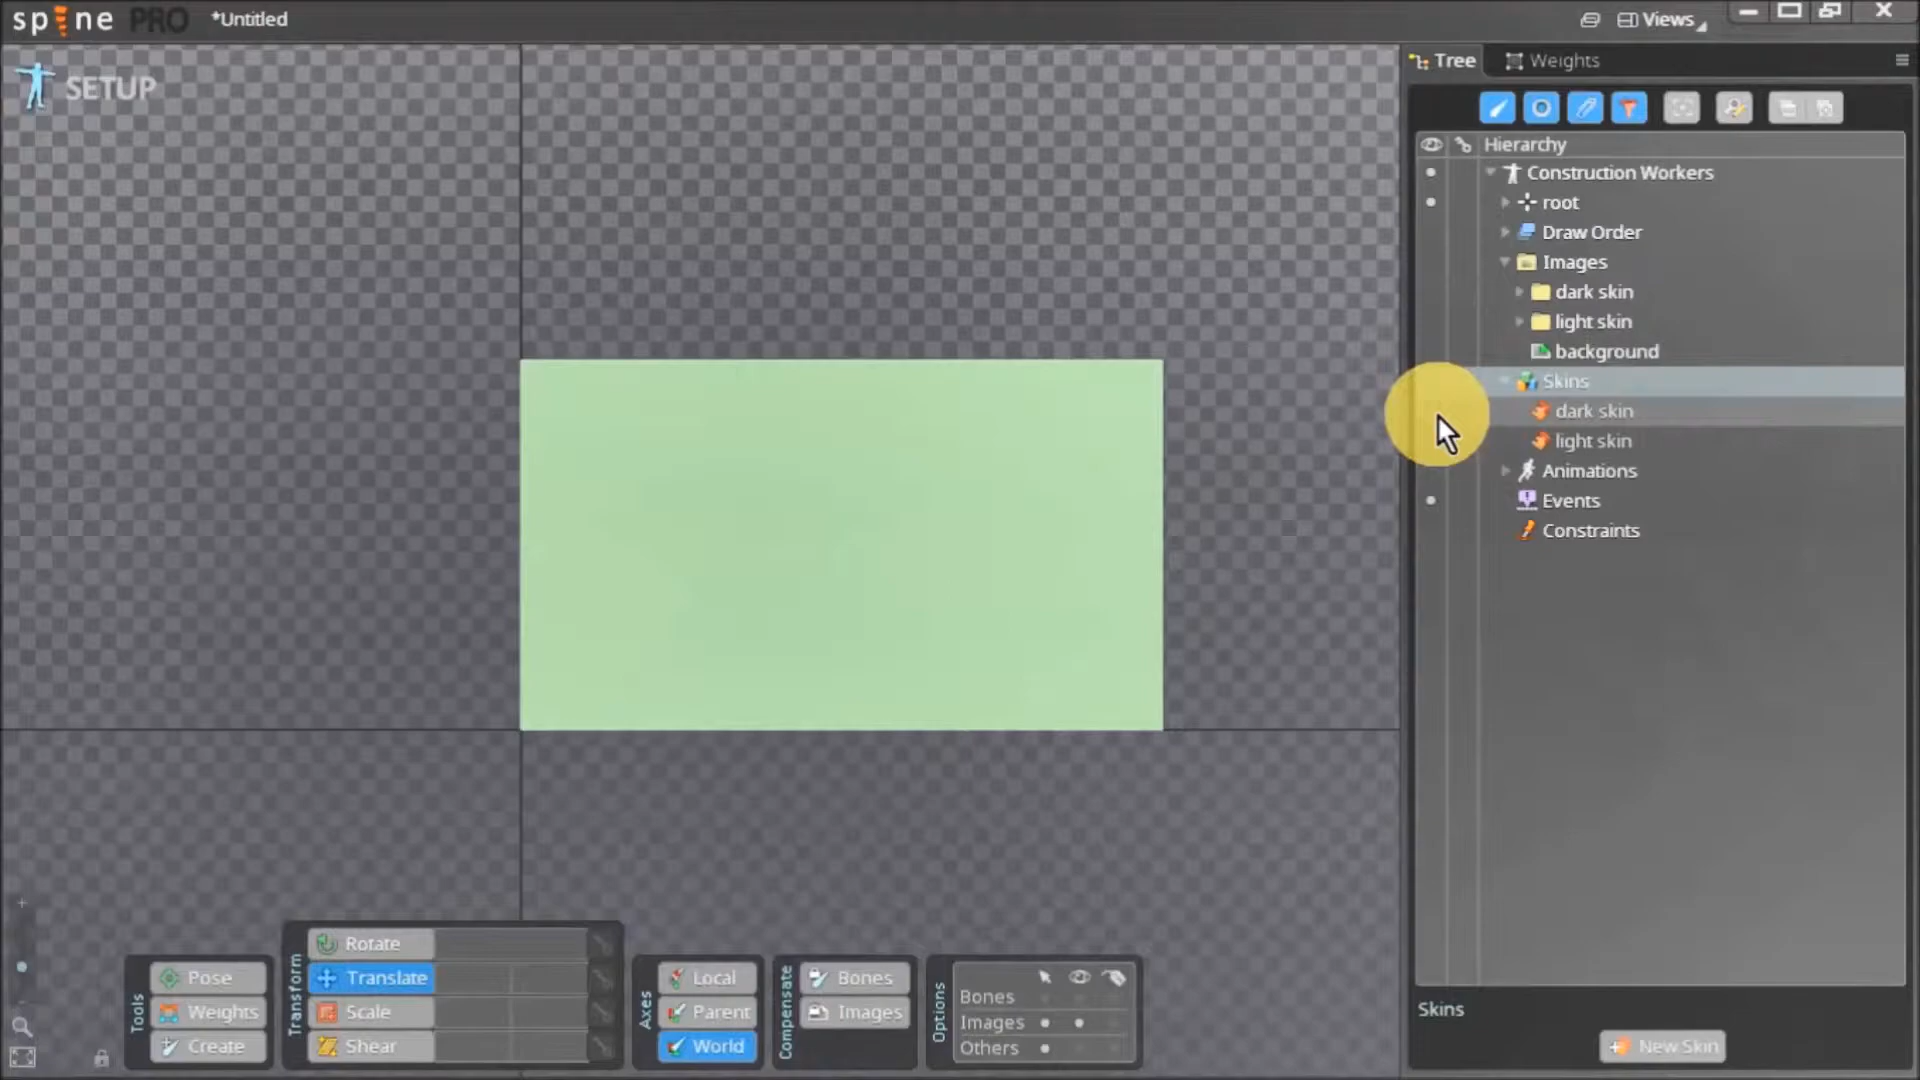 spine PRO *Untitled Views
SETUP
Tree Weights
Hierarchy
Construction Workers
root
Draw Order
Images
dark skin
light skin
background
Skins
dark skin
light skin
Animations
Events
Constraints
Skins
New Skin
Tools
Pose
Weights
Create
Transform
Rotate
Translate
Scale
Shear
Axes
Local
Parent
World
Compensate
Bones
Images
Options
Bones
Images
Others